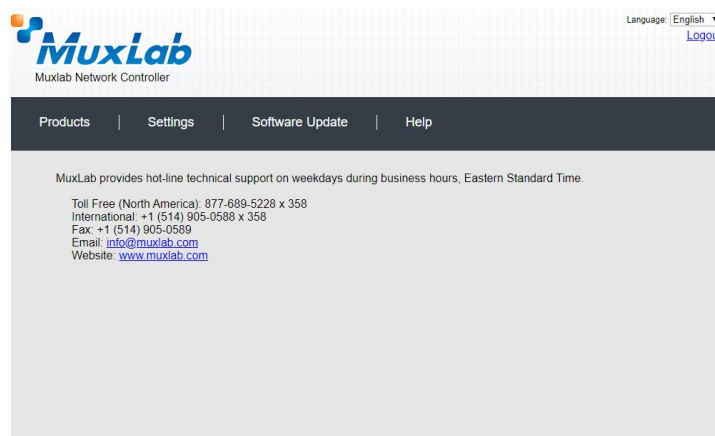 Language: English
Logou
MuxLab
Muxlab Network Controller
Products | Settings | Software Update | Help
MuxLab provides hot-line technical support on weekdays during business hours, Eastern Standard Time.
Toll Free (North America): 877-689-5228 x 358
International: +1 (514) 905-0588 x 358
Fax: +1 (514) 905-0589
Email: info@muxlab.com
Website: www.muxlab.com